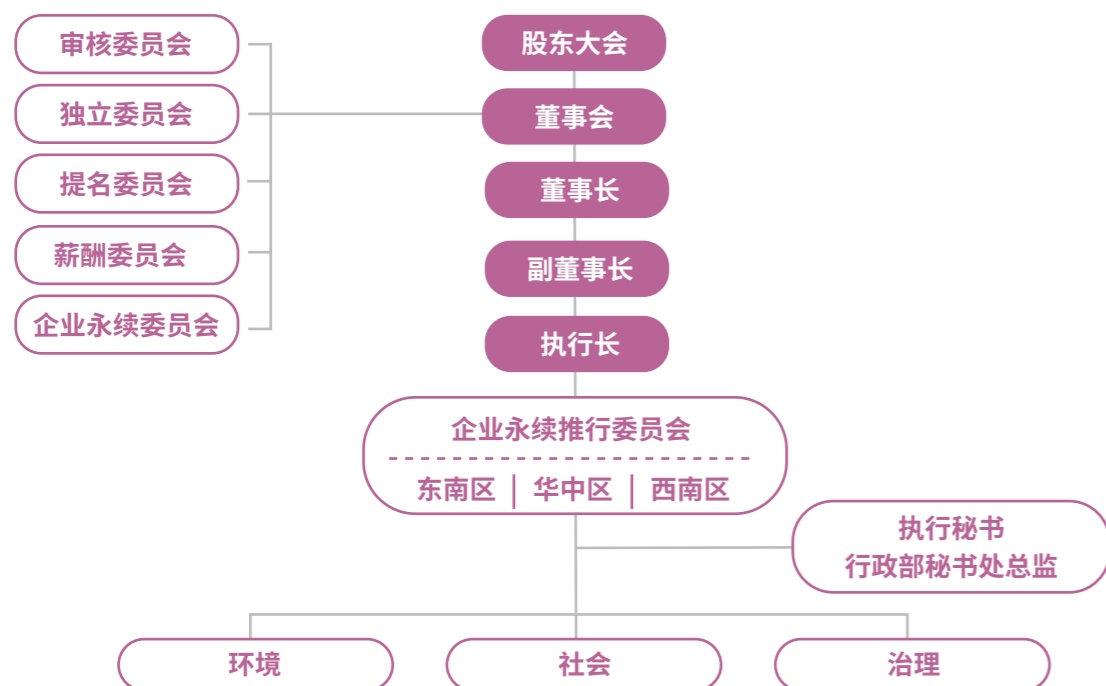 审核委员会
独立委员会
提名委员会
薪酬委员会
企业永续委员会
股东大会
董事会
董事长
副董事长
执行长
企业永续推行委员会
东南区 | 华中区 | 西南区
执行秘书
行政部秘书处总监
环境
社会
治理